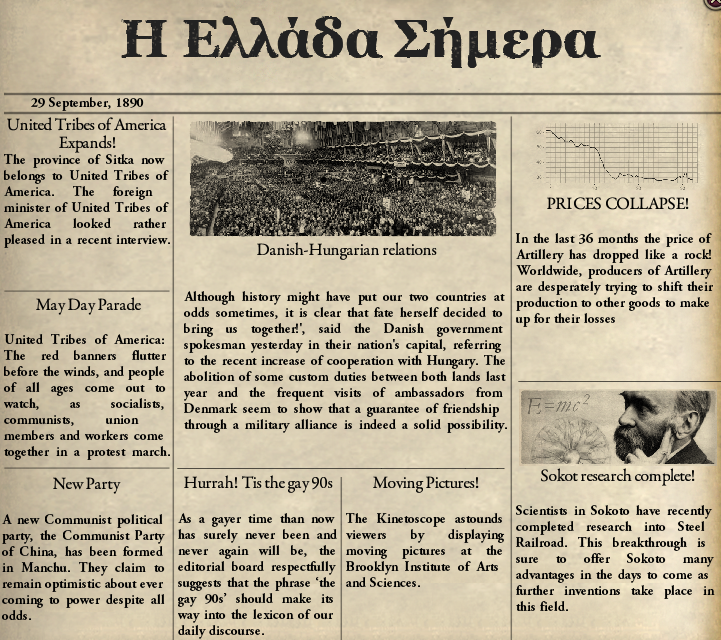 Η Ελλάδα Σήμερα
29 September, 1890
United Tribes of America
Expands!
The province of Sitka now
belongs to United Tribes of
America. The foreign
minister of United Tribes of
America looked rather
pleased in a recent interview.
May Day Parade
United Tribes of America:
The red banners flutter
before the winds, and people
of all ages come out to
watch, as socialists,
communists, union
members and workers come
together in a protest march.
New Party
A new Communist political
party, the Communist Party
of China, has been formed
in Manchu. They claim to
remain optimistic about ever
coming to power despite all
odds.
Danish-Hungarian relations
Although history might have put our two countries at
odds sometimes, it is clear that fate herself decided to
bring us together!', said the Danish government
spokesman yesterday in their nation's capital, referring
to the recent increase of cooperation with Hungary. The
abolition of some custom duties between both lands last
year and the frequent visits of ambassadors from
Denmark seem to show that a guarantee of friendship
through a military alliance is indeed a solid possibility.
Hurrah! 'Tis the gay 90s
As a gayer time than now
has surely never been and
never again will be, the
editorial board respectfully
suggests that the phrase 'the
gay 90s' should make its
way into the lexicon of our
daily discourse.
Moving Pictures!
The Kinetoscope astounds
viewers by displaying
moving pictures at the
Brooklyn Institute of Arts
and Sciences.
PRICES COLLAPSE!
In the last 36 months the price of
Artillery has dropped like a rock!
Worldwide, producers of Artillery
are desperately trying to shift their
production to other goods to make
up for their losses
E=mc²
Sokot research complete!
Scientists in Sokoto have recently
completed research into Steel
Railroad. This breakthrough is
sure to offer Sokoto many
advantages in the days to come as
further inventions take place in
this field.